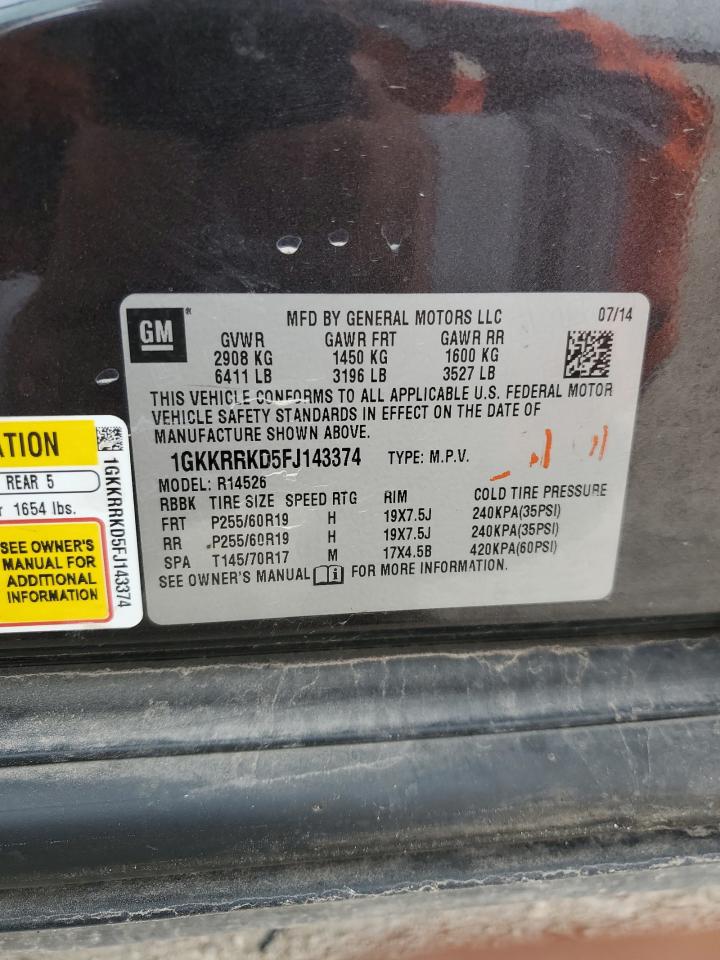 GM
MFD BY GENERAL MOTORS LLC 07/14
GVWR GAWR FRT GAWR RR
2908 KG 1450 KG 1600 KG
6411 LB 3196 LB 3527 LB
THIS VEHICLE CONFORMS TO ALL APPLICABLE U.S. FEDERAL MOTOR
VEHICLE SAFETY STANDARDS IN EFFECT ON THE DATE OF
MANUFACTURE SHOWN ABOVE.
1GKKRRKD5FJ143374 TYPE: M.P.V.
MODEL: R14526
RBBK TIRE SIZE SPEED RTG RIM COLD TIRE PRESSURE
FRT P255/60R19 H 19X7.5J 240KPA(35PSI)
RR P255/60R19 H 19X7.5J 240KPA(35PSI)
SPA T145/70R17 M 17X4.5B 420KPA(60PSI)
SEE OWNER'S MANUAL i FOR MORE INFORMATION.
REAR 5
1654 lbs.
SEE OWNER'S
MANUAL FOR
ADDITIONAL
INFORMATION
1GKKRRKD5FJ143374